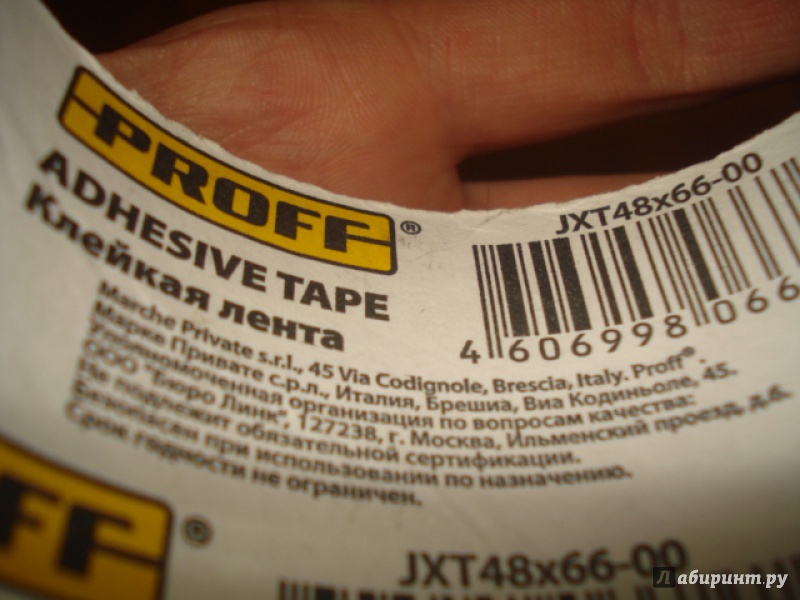 PROFF®
ADHESIVE TAPE
Клейкая лента
JXT48x66-00
4 606998 066
Marche Private s.r.l., 45 Via Codignole, Brescia, Italy. Proff®.
Марке Привате с.р.л., Италия, Брешиа, Виа Кодиньоле, 45.
Уполномоченная организация по вопросам качества:
ООО "Бюро Линк", 127238, г. Москва, Ильменский проезд, д.6.
Не подлежит обязательной сертификации.
Безопасен при использовании по назначению.
Срок годности не ограничен.
OFF®
JXT48x66-00
Лабиринт.ру